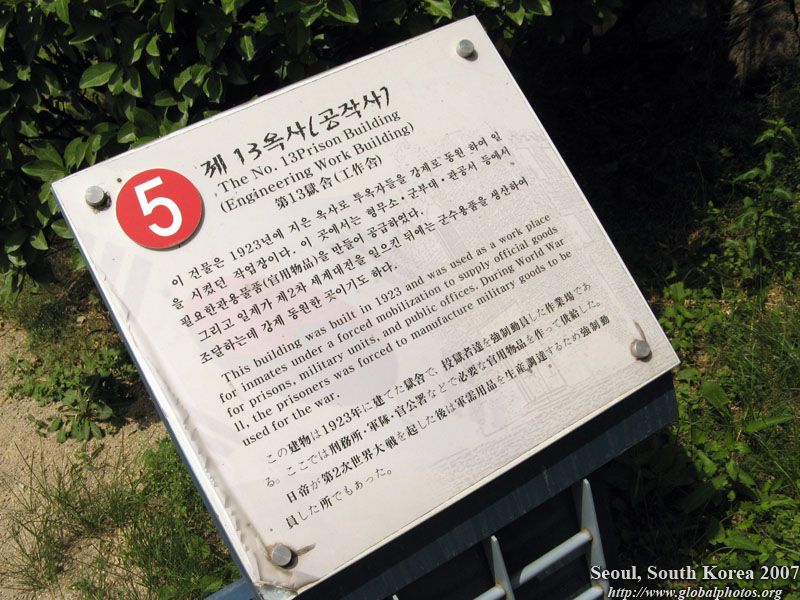 5
제 13옥사(공작사)
The No. 13Prison Building
(Engineering Work Building)
第13獄舍(工作舍)
이 건물은 1923년에 지은 옥사로 투옥자들을 강제로 동원 하여 일
을 시켰던 작업장이다. 이 곳에서는 형무소·군부대·관공서 등에서
필요한관용물품(官用物品)을 만들어 공급하였다.
그리고 일제가 제2차 세계대전을 일으킨 뒤에는 군수용품을 생산하여
조달하는데 강제 동원한 곳이기도 하다.
This building was built in 1923 and was used as a work place
for inmates under a forced mobilization to supply official goods
for prisons, military units, and public offices. During World War
II, the prisoners was forced to manufacture military goods to be
used for the war.
この建物は1923年に建てた獄舍で、投獄者達を強制動員した作業場であ
る。ここでは刑務所·軍隊·官公署などで必要な官用物品を作って供給した。
日帝が第2次世界大戦を起した後は軍需用品を生産 調達するため強制動
員した所でもあった。
Seoul, South Korea 2007
http://www.globalphotos.org